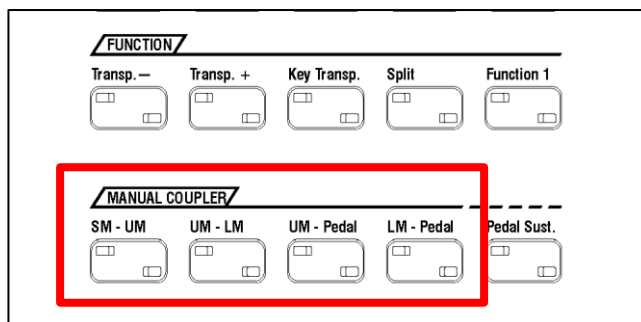 FUNCTION
Transp. — Transp. + Key Transp. Split Function 1
MANUAL COUPLER
SM - UM UM - LM UM - Pedal LM - Pedal Pedal Sust.